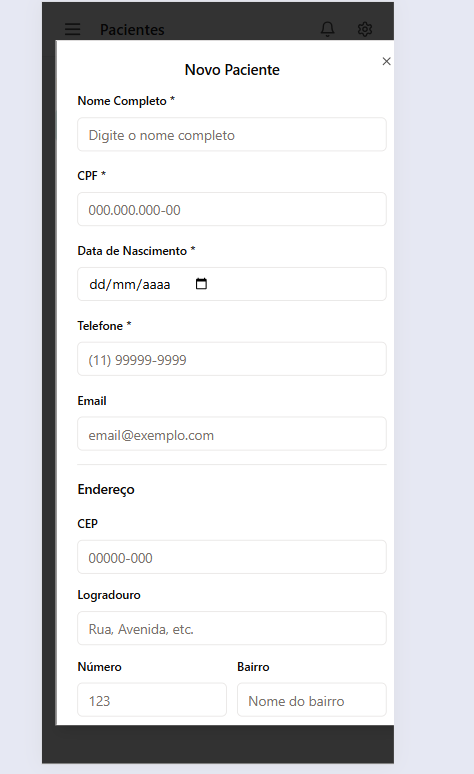 Pacientes
Novo Paciente
Nome Completo *
Digite o nome completo
CPF *
000.000.000-00
Data de Nascimento *
dd/mm/aaaa
Telefone *
(11) 99999-9999
Email
email@exemplo.com
Endereço
CEP
00000-000
Logradouro
Rua, Avenida, etc.
Número Bairro
123 Nome do bairro